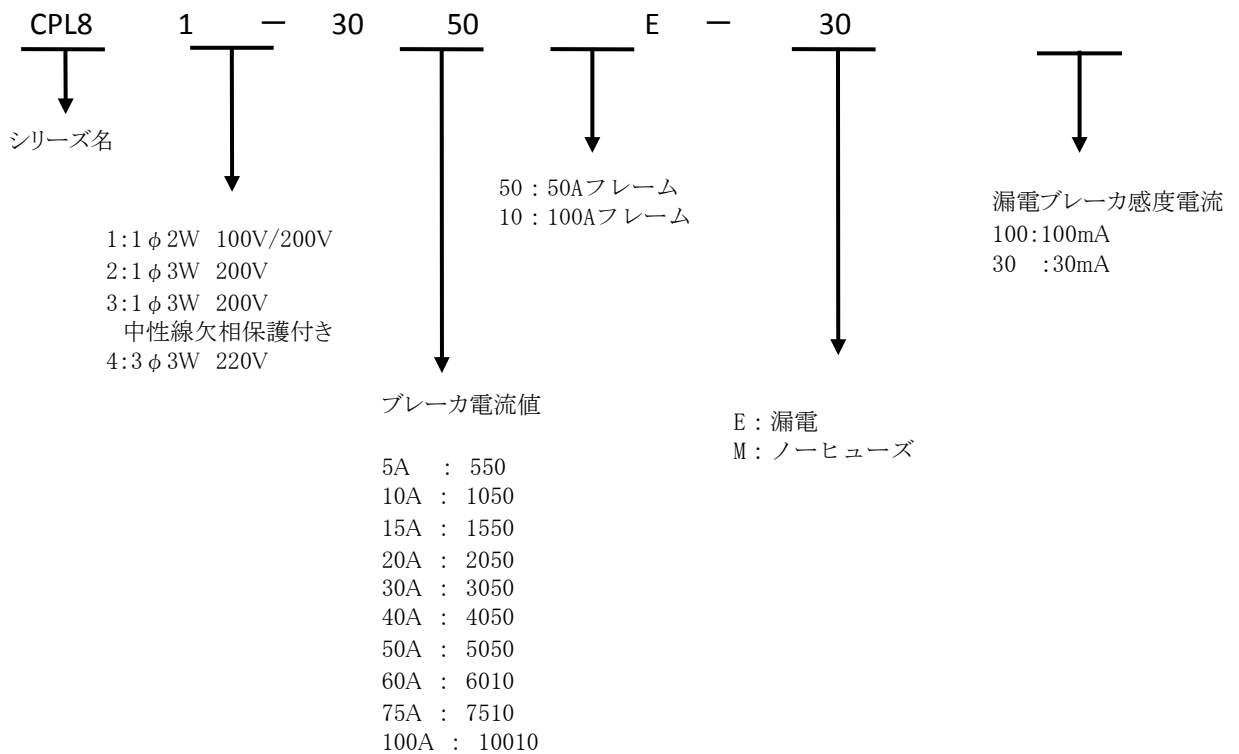 CPL8 1 ー 30 50 E ー 30
シリーズ名
1:1φ2W 100V/200V
2:1φ3W 200V
3:1φ3W 200V
中性線欠相保護付き
4:3φ3W 220V
ブレーカ電流値
5A : 550
10A : 1050
15A : 1550
20A : 2050
30A : 3050
40A : 4050
50A : 5050
60A : 6010
75A : 7510
100A : 10010
50：50Aフレーム
10：100Aフレーム
E：漏電
M：ノーヒューズ
漏電ブレーカ感度電流
100:100mA
30 :30mA